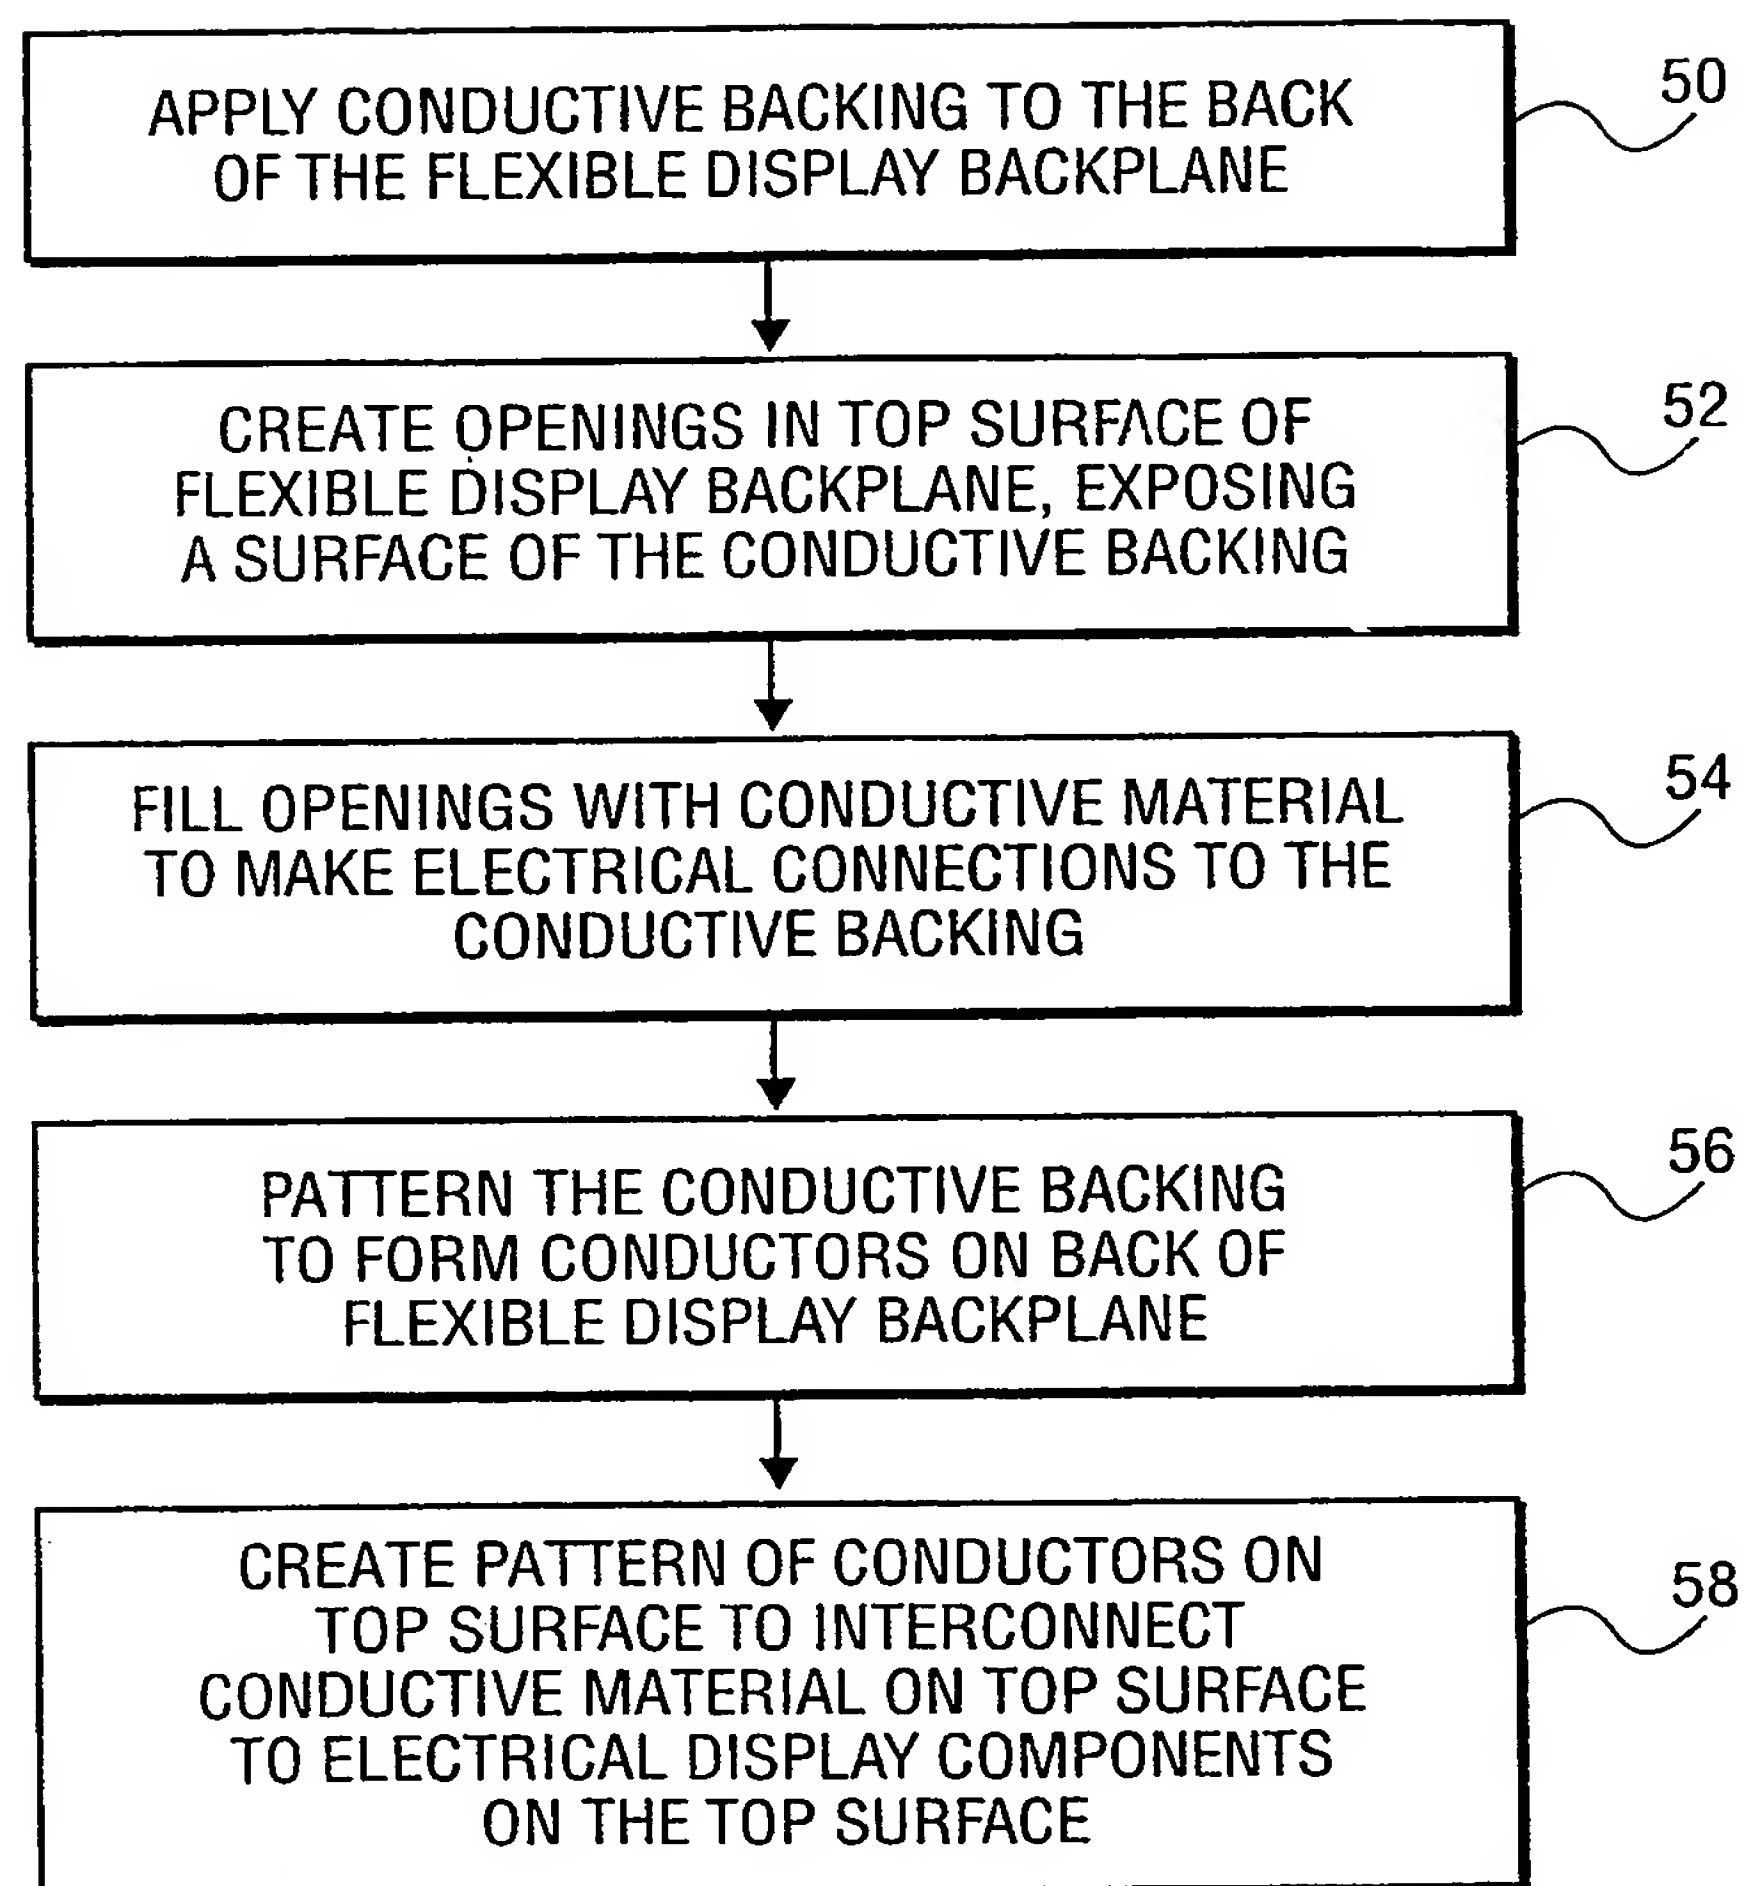 APPLY CONDUCTIVE BACKING TO THE BACK
OF THE FLEXIBLE DISPLAY BACKPLANE
50
CREATE OPENINGS IN TOP SURFACE OF
FLEXIBLE DISPLAY BACKPLANE, EXPOSING
A SURFACE OF THE CONDUCTIVE BACKING
52
FILL OPENINGS WITH CONDUCTIVE MATERIAL
TO MAKE ELECTRICAL CONNECTIONS TO THE
CONDUCTIVE BACKING
54
PATTERN THE CONDUCTIVE BACKING
TO FORM CONDUCTORS ON BACK OF
FLEXIBLE DISPLAY BACKPLANE
56
CREATE PATTERN OF CONDUCTORS ON
TOP SURFACE TO INTERCONNECT
CONDUCTIVE MATERIAL ON TOP SURFACE
TO ELECTRICAL DISPLAY COMPONENTS
ON THE TOP SURFACE
58